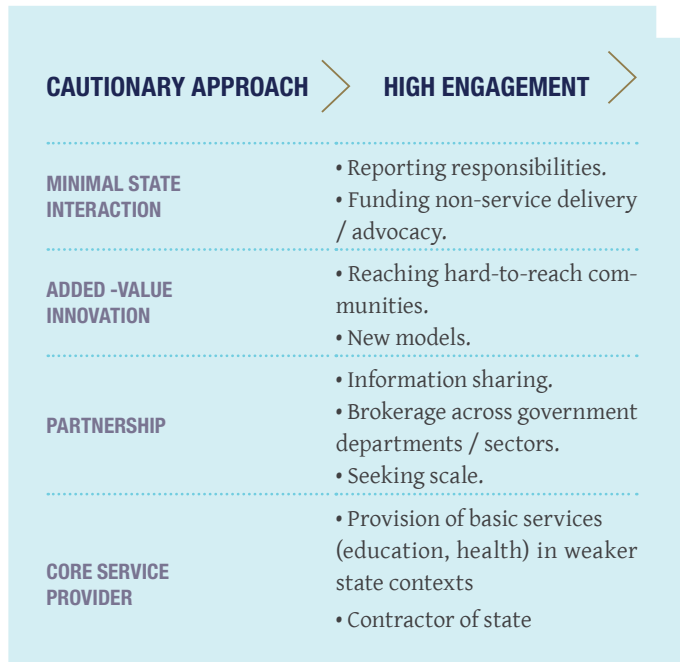 CAUTIONARY APPROACH
HIGH ENGAGEMENT
MINIMAL STATE
INTERACTION
• Reporting responsibilities.
• Funding non-service delivery
/ advocacy.
ADDED -VALUE
INNOVATION
• Reaching hard-to-reach com-
munities.
• New models.
PARTNERSHIP
• Information sharing.
• Brokerage across government
departments / sectors.
• Seeking scale.
CORE SERVICE
PROVIDER
• Provision of basic services
(education, health) in weaker
state contexts
• Contractor of state